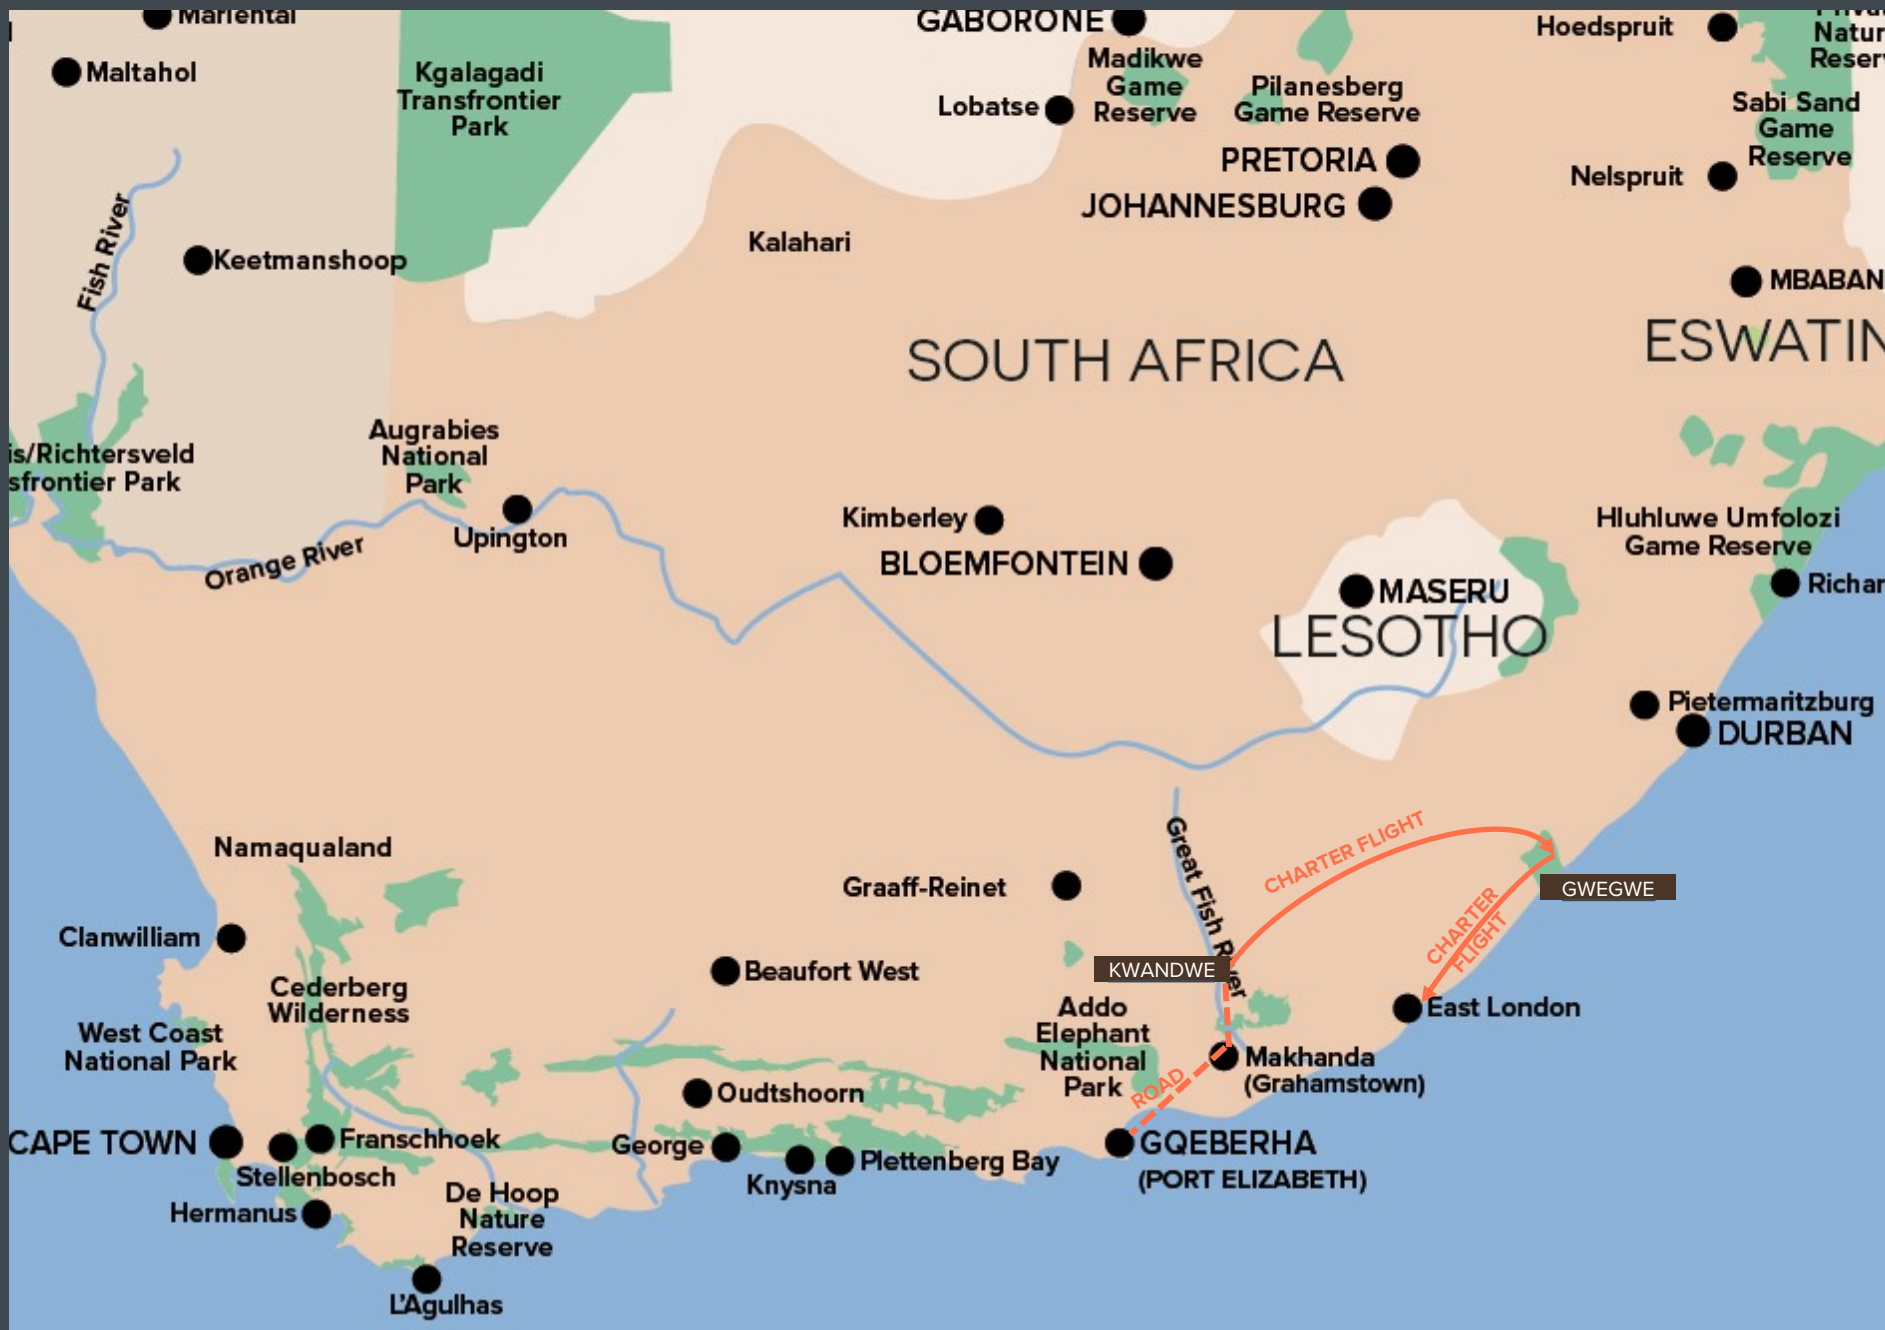 Mariental
GABORONE
Hoedspruit
Natur
Reser
Maltahol
Kgalagadi
Transfrontier
Park
Lobatse
Madikwe
Game
Reserve
Pilanesberg
Game Reserve
Sabi Sand
Game
Reserve
PRETORIA
Nelspruit
JOHANNESBURG
Fish River
Keetmanshoop
Kalahari
MBABAN
SOUTH AFRICA
ESWATIN
is/Richtersveld
sfrontier Park
Augrabies
National
Park
Upington
Orange River
Kimberley
BLOEMFONTEIN
Hluhluwe Umfolozi
Game Reserve
MASERU
LESOTHO
Richar
Pietermaritzburg
DURBAN
Namaqualand
Graaff-Reinet
Great Fish River
CHARTER FLIGHT
GWEGWE
CHARTER
FLIGHT
Clanwilliam
Beaufort West
KWANDWE
Cederberg
Wilderness
Addo
Elephant
National
Park
East London
West Coast
National Park
Makhanda
(Grahamstown)
Oudtshoorn
ROAD
CAPE TOWN
Franschhoek
Stellenbosch
George
Knysna
Plettenberg Bay
GQEBERHA
(PORT ELIZABETH)
Hermanus
De Hoop
Nature
Reserve
L'Agulhas